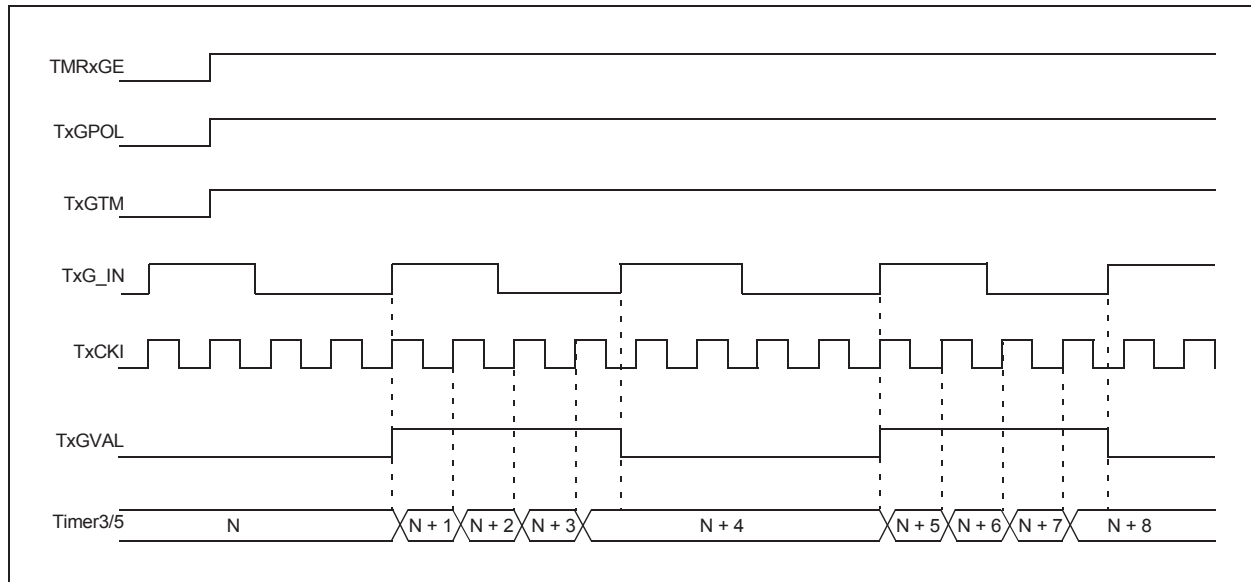 TMRxGE
TxGPOL
TxGTM
TxG_IN
TxCKI
TxGVAL
Timer3/5 N N + 1 N + 2 N + 3 N + 4 N + 5 N + 6 N + 7 N + 8